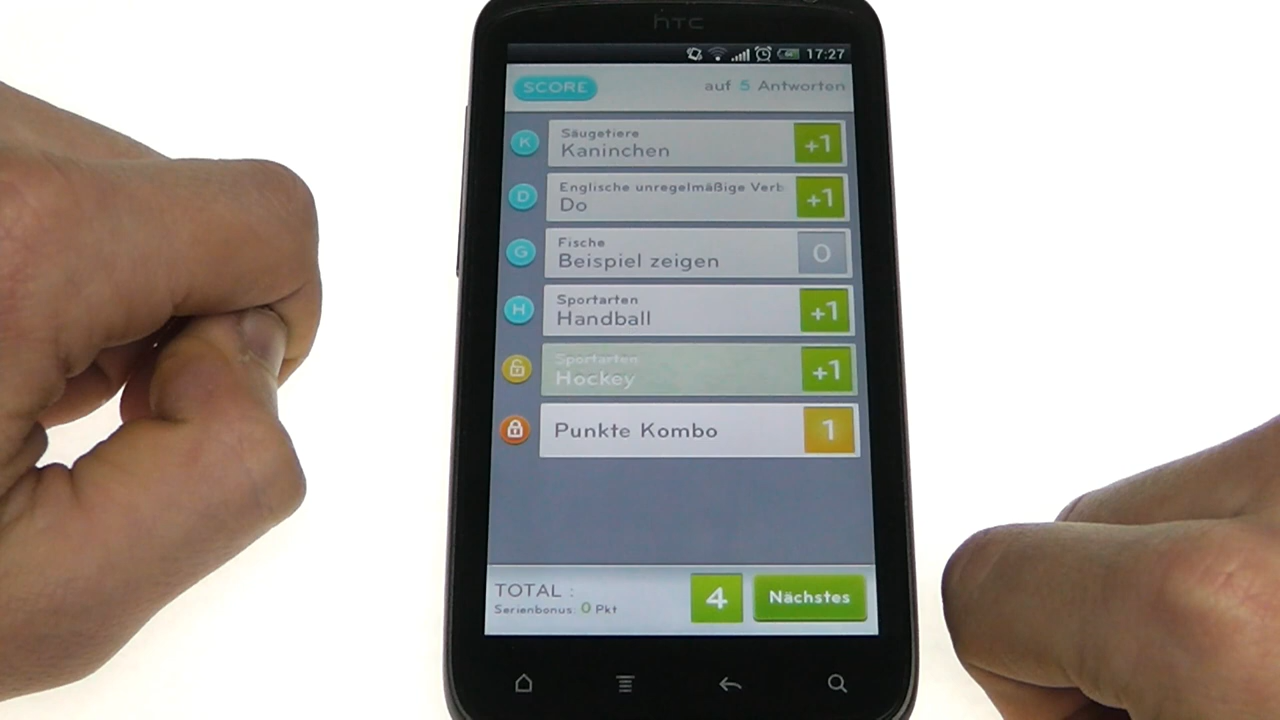 htc
17:27
SCORE
auf 5 Antworten
K
Säugetiere
Kaninchen
+1
D
Englische unregelmäßige Verb
Do
+1
G
Fische
Beispiel zeigen
0
H
Sportarten
Handball
+1
Sportarten
Hockey
+1
Punkte Kombo
1
TOTAL :
Serienbonus: 0 Pkt
4
Nächstes